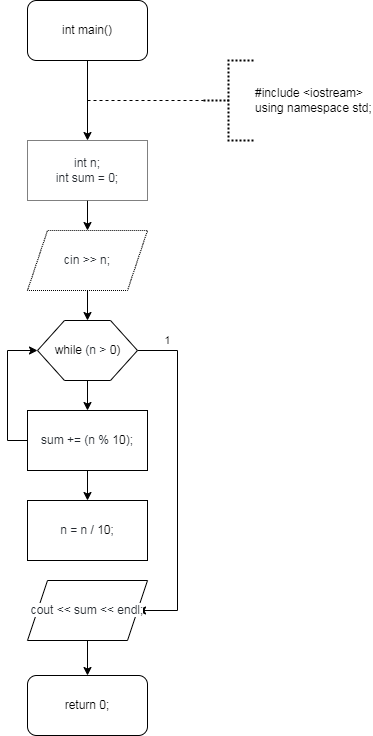 int main()
#include <iostream>
using namespace std;
int n;
int sum = 0;
cin >> n;
while (n > 0)
1
sum += (n % 10);
n = n / 10;
cout << sum << endl;
return 0;